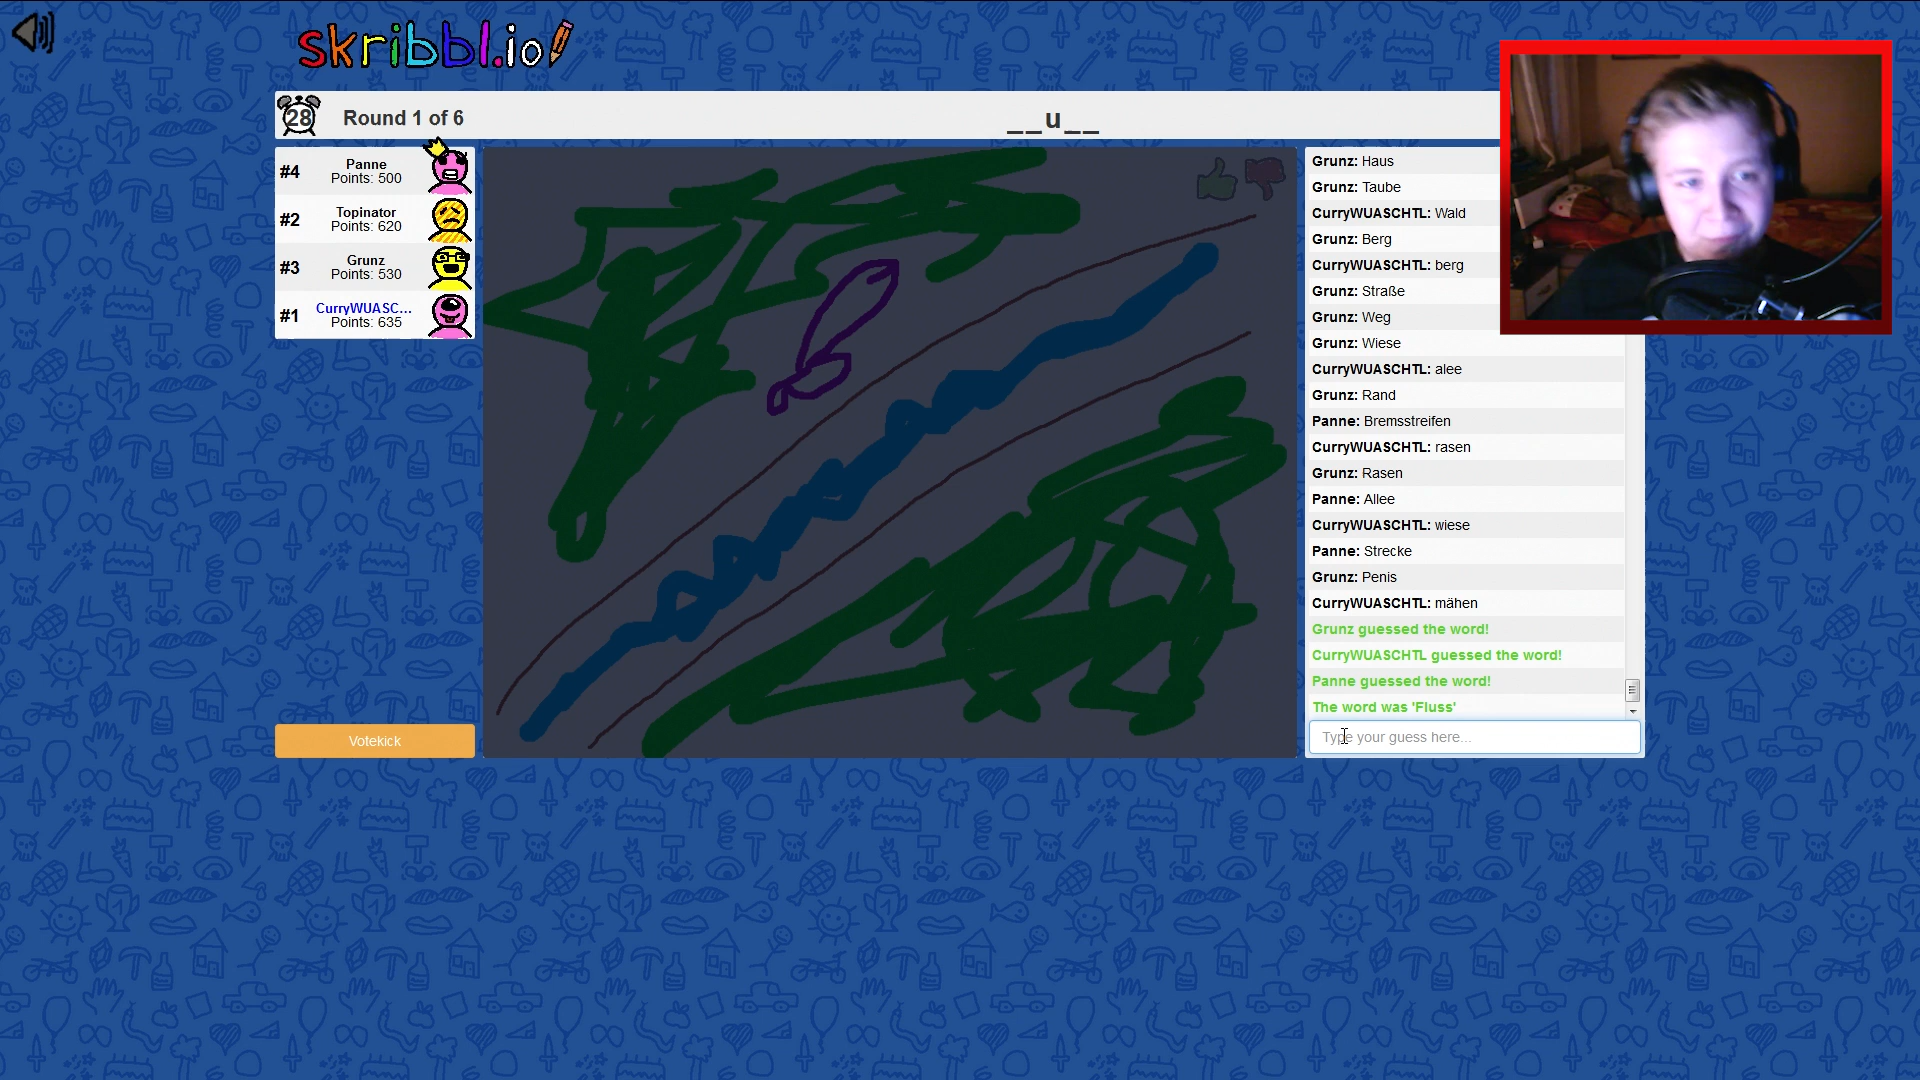 skribbl.io
28
Round 1 of 6
__u__
#4
Panne
Points: 500
#2
Topinator
Points: 620
#3
Grunz
Points: 530
#1
CurryWUASC...
Points: 635
Votekick
Grunz: Haus
Grunz: Taube
CurryWUASCHTL: Wald
Grunz: Berg
CurryWUASCHTL: berg
Grunz: Straße
Grunz: Weg
Grunz: Wiese
CurryWUASCHTL: alee
Grunz: Rand
Panne: Bremsstreifen
CurryWUASCHTL: rasen
Grunz: Rasen
Panne: Allee
CurryWUASCHTL: wiese
Panne: Strecke
Grunz: Penis
CurryWUASCHTL: mähen
Grunz guessed the word!
CurryWUASCHTL guessed the word!
Panne guessed the word!
The word was 'Fluss'
Type your guess here...